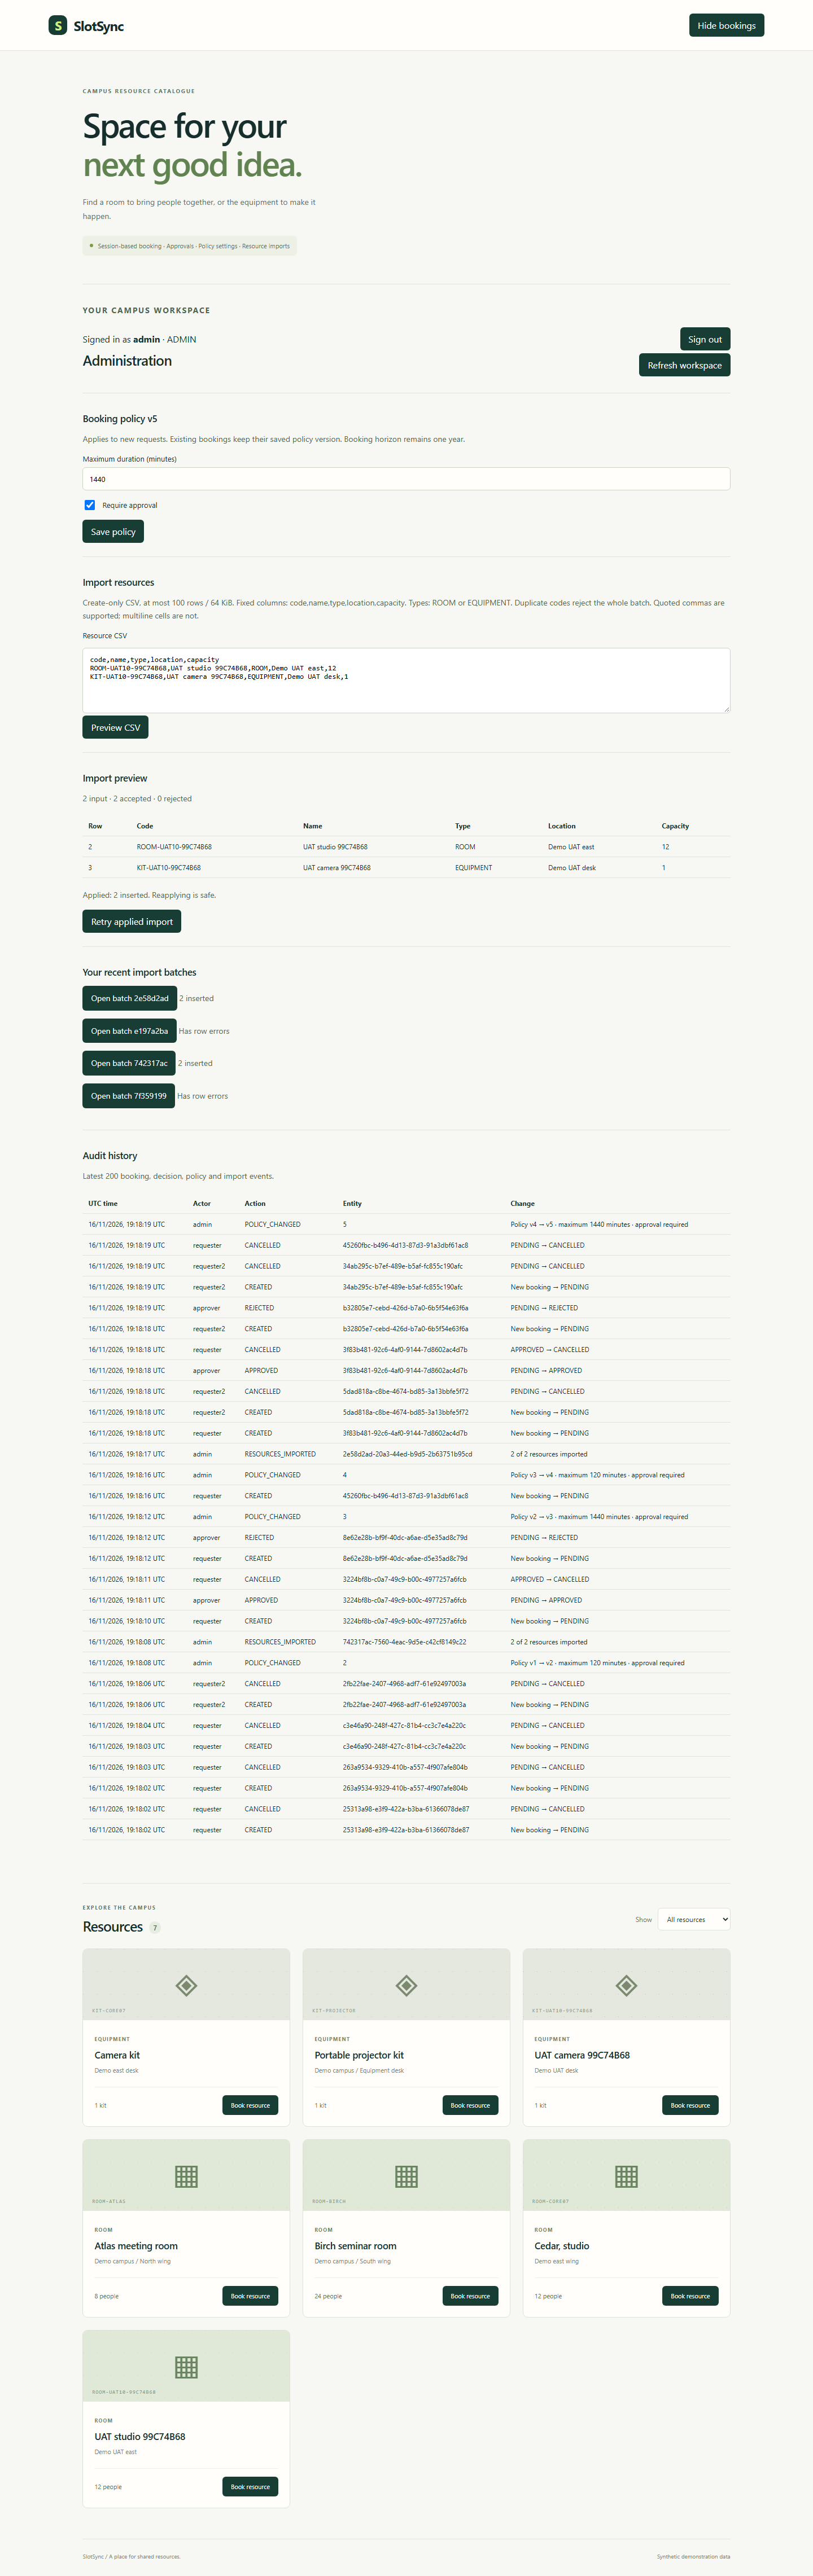 S SlotSync
Hide bookings
CAMPUS RESOURCE CATALOGUE
Space for your
next good idea.
Find a room to bring people together, or the equipment to make it
happen.
Session-based booking · Approvals · Policy settings · Resource imports
YOUR CAMPUS WORKSPACE
Signed in as admin · ADMIN
Sign out
Administration
Refresh workspace
Booking policy v5
Applies to new requests. Existing bookings keep their saved policy version. Booking horizon remains one year.
Maximum duration (minutes)
1440
Require approval
Save policy
Import resources
Create-only CSV, at most 100 rows / 64 KiB. Fixed columns: code,name,type,location,capacity. Types: ROOM or EQUIPMENT. Duplicate codes reject the whole batch. Quoted commas are
supported; multiline cells are not.
Resource CSV
code,name,type,location,capacity
ROOM-UAT10-99C74B68,UAT studio 99C74B68,ROOM,Demo UAT east,12
KIT-UAT10-99C74B68,UAT camera 99C74B68,EQUIPMENT,Demo UAT desk,1
Preview CSV
Import preview
2 input · 2 accepted · 0 rejected
Row Code Name Type Location Capacity
2 ROOM-UAT10-99C74B68 UAT studio 99C74B68 ROOM Demo UAT east 12
3 KIT-UAT10-99C74B68 UAT camera 99C74B68 EQUIPMENT Demo UAT desk 1
Applied: 2 inserted. Reapplying is safe.
Retry applied import
Your recent import batches
Open batch 2e58d2ad 2 inserted
Open batch e197a2ba Has row errors
Open batch 742317ac 2 inserted
Open batch 7f359199 Has row errors
Audit history
Latest 200 booking, decision, policy and import events.
UTC time Actor Action Entity Change
16/11/2026, 19:18:19 UTC admin POLICY_CHANGED 5 Policy v4 → v5 · maximum 1440 minutes · approval required
16/11/2026, 19:18:19 UTC requester CANCELLED 45260fbc-b496-4d13-87d3-91a3dbf61ac8 PENDING → CANCELLED
16/11/2026, 19:18:19 UTC requester2 CANCELLED 34ab295c-b7ef-489e-b5af-fc855c190afc PENDING → CANCELLED
16/11/2026, 19:18:19 UTC requester2 CREATED 34ab295c-b7ef-489e-b5af-fc855c190afc New booking → PENDING
16/11/2026, 19:18:19 UTC approver REJECTED b32805e7-cebd-426d-b7a0-6b5f54e63f6a PENDING → REJECTED
16/11/2026, 19:18:18 UTC requester2 CREATED b32805e7-cebd-426d-b7a0-6b5f54e63f6a New booking → PENDING
16/11/2026, 19:18:18 UTC requester CANCELLED 3f83b481-92c6-4af0-9144-7d8602ac4d7b APPROVED → CANCELLED
16/11/2026, 19:18:18 UTC approver APPROVED 3f83b481-92c6-4af0-9144-7d8602ac4d7b PENDING → APPROVED
16/11/2026, 19:18:18 UTC requester2 CANCELLED 5dad818a-c8be-4674-bd85-3a13bbfe5f72 PENDING → CANCELLED
16/11/2026, 19:18:18 UTC requester2 CREATED 5dad818a-c8be-4674-bd85-3a13bbfe5f72 New booking → PENDING
16/11/2026, 19:18:18 UTC requester CREATED 3f83b481-92c6-4af0-9144-7d8602ac4d7b New booking → PENDING
16/11/2026, 19:18:17 UTC admin RESOURCES_IMPORTED 2e58d2ad-20a3-44ed-b9d5-2b63751b95cd 2 of 2 resources imported
16/11/2026, 19:18:16 UTC admin POLICY_CHANGED 4 Policy v3 → v4 · maximum 120 minutes · approval required
16/11/2026, 19:18:16 UTC requester CREATED 45260fbc-b496-4d13-87d3-91a3dbf61ac8 New booking → PENDING
16/11/2026, 19:18:12 UTC admin POLICY_CHANGED 3 Policy v2 → v3 · maximum 1440 minutes · approval required
16/11/2026, 19:18:12 UTC approver REJECTED 8e62e28b-bf9f-40dc-a6ae-d5e35ad8c79d PENDING → REJECTED
16/11/2026, 19:18:12 UTC requester CREATED 8e62e28b-bf9f-40dc-a6ae-d5e35ad8c79d New booking → PENDING
16/11/2026, 19:18:11 UTC requester CANCELLED 3224bf8b-c0a7-49c9-b00c-4977257a6fcb APPROVED → CANCELLED
16/11/2026, 19:18:11 UTC approver APPROVED 3224bf8b-c0a7-49c9-b00c-4977257a6fcb PENDING → APPROVED
16/11/2026, 19:18:10 UTC requester CREATED 3224bf8b-c0a7-49c9-b00c-4977257a6fcb New booking → PENDING
16/11/2026, 19:18:08 UTC admin RESOURCES_IMPORTED 742317ac-7560-4eac-9d5e-c42cf8149c22 2 of 2 resources imported
16/11/2026, 19:18:08 UTC admin POLICY_CHANGED 2 Policy v1 → v2 · maximum 120 minutes · approval required
16/11/2026, 19:18:06 UTC requester2 CANCELLED 2fb22fae-2407-4968-adf7-61e92497003a PENDING → CANCELLED
16/11/2026, 19:18:06 UTC requester2 CREATED 2fb22fae-2407-4968-adf7-61e92497003a New booking → PENDING
16/11/2026, 19:18:04 UTC requester CANCELLED c3e46a90-248f-427c-81b4-cc3c7e4a220c PENDING → CANCELLED
16/11/2026, 19:18:03 UTC requester CREATED c3e46a90-248f-427c-81b4-cc3c7e4a220c New booking → PENDING
16/11/2026, 19:18:03 UTC requester CANCELLED 263a9534-9329-410b-a557-4f907afe804b PENDING → CANCELLED
16/11/2026, 19:18:02 UTC requester CREATED 263a9534-9329-410b-a557-4f907afe804b New booking → PENDING
16/11/2026, 19:18:02 UTC requester CANCELLED 25313a98-e3f9-422a-b3ba-61366078de87 PENDING → CANCELLED
16/11/2026, 19:18:02 UTC requester CREATED 25313a98-e3f9-422a-b3ba-61366078de87 New booking → PENDING
EXPLORE THE CAMPUS
Resources 7
Show All resources
KIT-PROJECTOR
KIT-UAT10-99C74B68
EQUIPMENT EQUIPMENT EQUIPMENT
Camera kit Portable projector kit UAT camera 99C74B68
Demo east desk Demo campus / Equipment desk Demo UAT desk
1 kit Book resource 1 kit Book resource 1 kit Book resource
ROOM-ATLAS ROOM-BIRCH
ROOM ROOM ROOM
Atlas meeting room Birch seminar room Cedar, studio
Demo campus / North wing Demo campus / South wing Demo east wing
8 people Book resource 24 people Book resource 12 people Book resource
ROOM-UAT10-99C74B68
ROOM
UAT studio 99C74B68
Demo UAT east
12 people Book resource
SlotSync / A place for shared resources.
Synthetic demonstration data